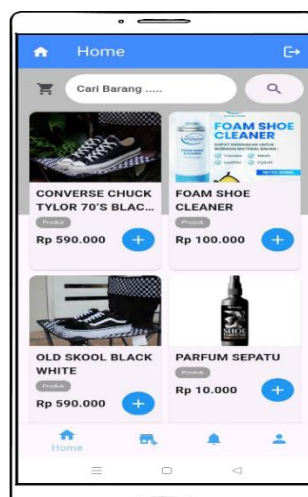 Home
Cari Barang .....
FOAM SHOE
CLEANER
CONVERSE CHUCK
TYLOR 70'S BLAC...
Produk
Rp 590.000
FOAM SHOE
CLEANER
Produk
Rp 100.000
OLD SKOOL BLACK
WHITE
Produk
Rp 590.000
SHOE
PARFUM SEPATU
Produk
Rp 10.000
Home